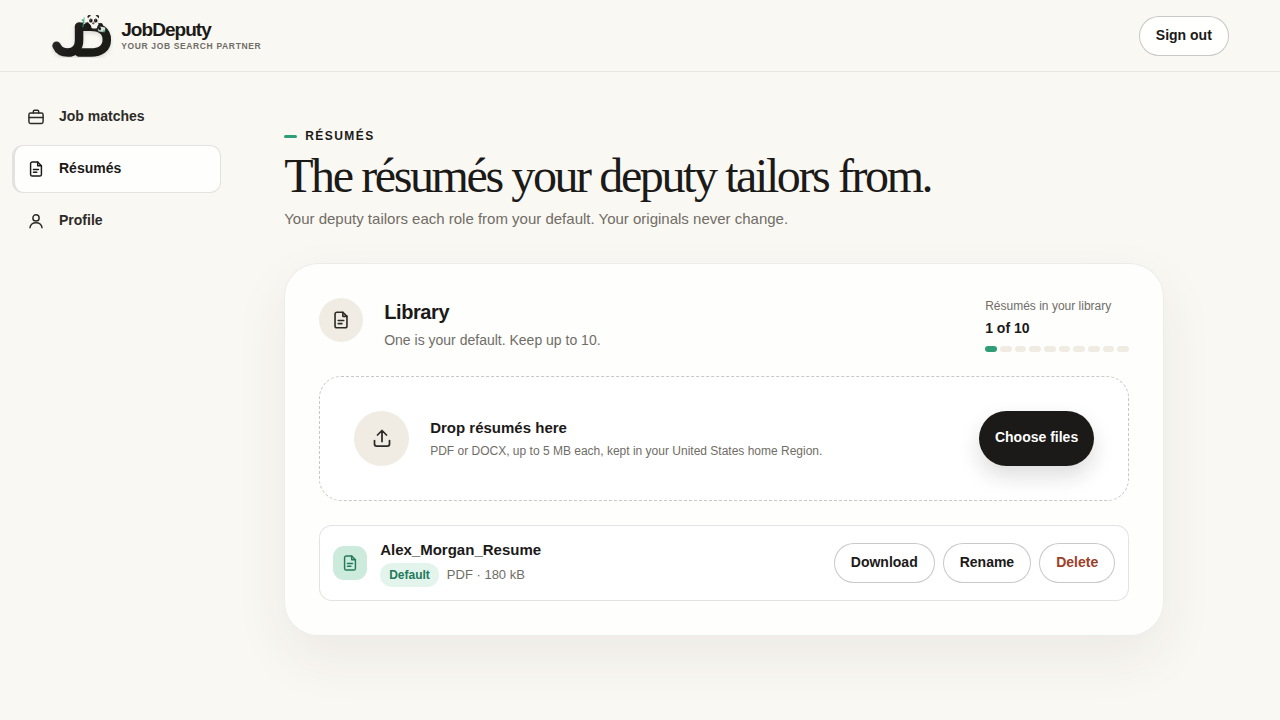 JobDeputy
YOUR JOB SEARCH PARTNER
Sign out
Job matches
Résumés
Profile
RÉSUMÉS
The résumés your deputy tailors from.
Your deputy tailors each role from your default. Your originals never change.
Library
One is your default. Keep up to 10.
Résumés in your library
1 of 10
Drop résumés here
PDF or DOCX, up to 5 MB each, kept in your United States home Region.
Choose files
Alex_Morgan_Resume
Default PDF · 180 kB
Download Rename Delete